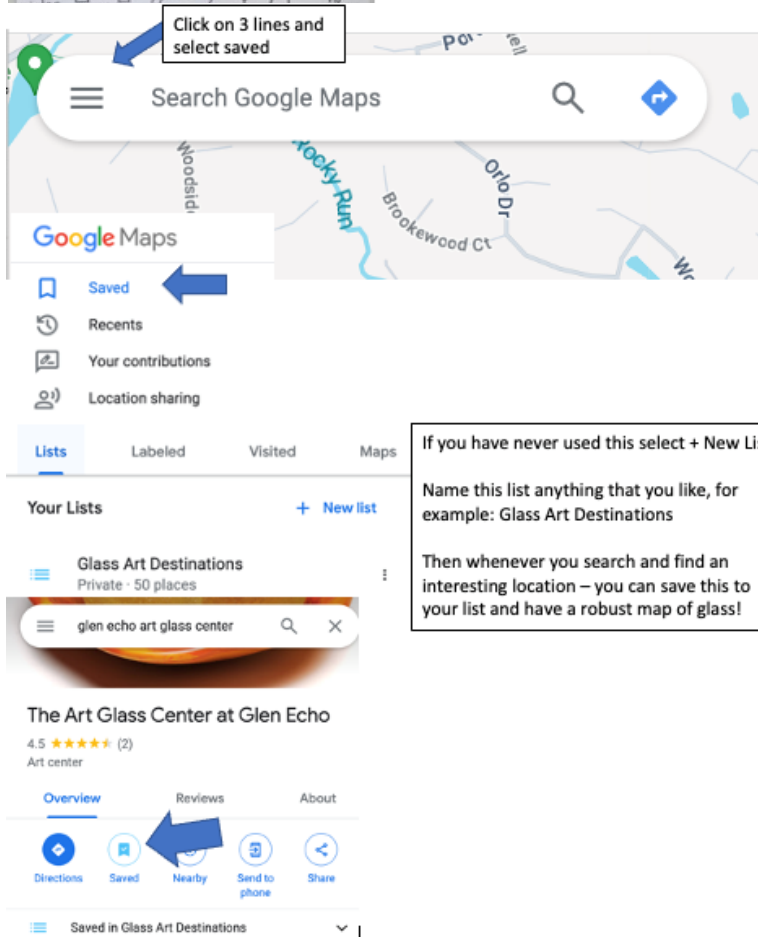 Click on 3 lines and
select saved
Search Google Maps
Woodsid
Rocky Run
Orlo Dr
Brookewood Ct
Google Maps
Saved
Recents
Your contributions
Location sharing
Lists
Labeled
Visited
Maps
If you have never used this select + New Lis
Name this list anything that you like, for
example: Glass Art Destinations
Then whenever you search and find an
interesting location – you can save this to
your list and have a robust map of glass!
Your Lists
+ New list
Glass Art Destinations
Private · 50 places
glen echo art glass center
The Art Glass Center at Glen Echo
4.5 (2)
Art center
Overview
Reviews
About
Directions
Saved
Nearby
Send to
phone
Share
Saved in Glass Art Destinations